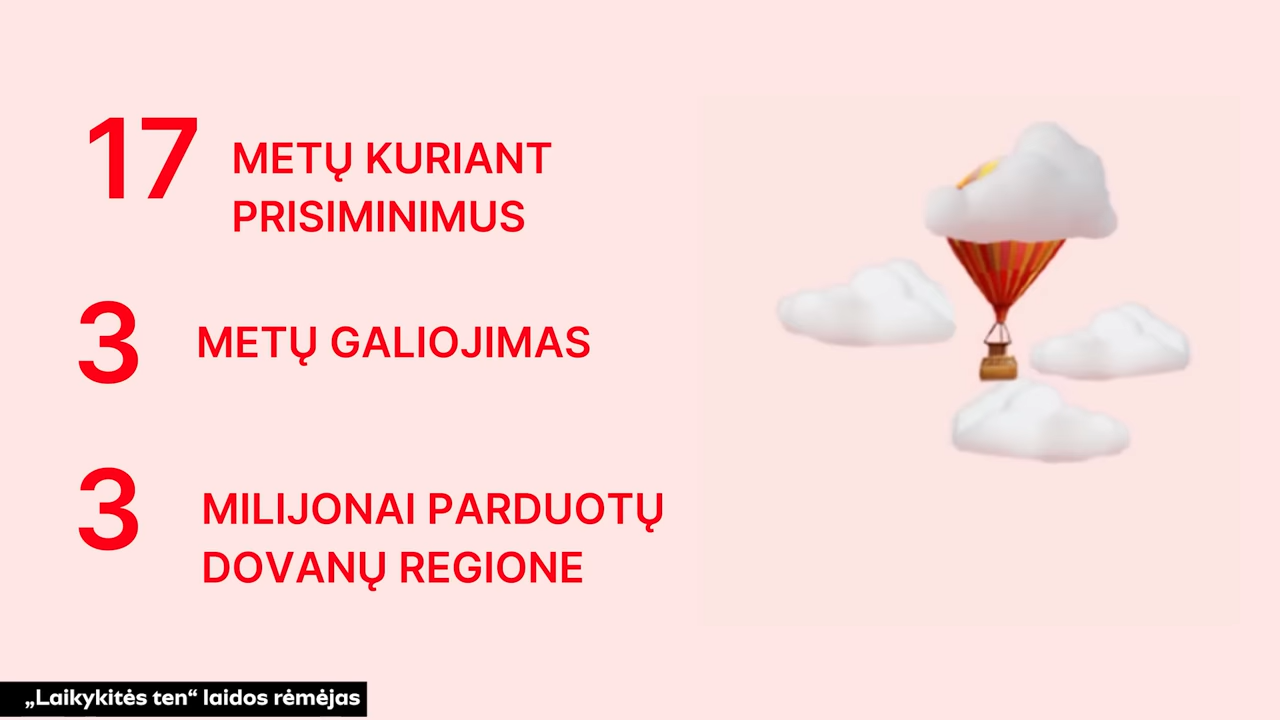 17 METŲ KURIANT
PRISIMINIMUS
3 METŲ GALIOJIMAS
3 MILIJONAI PARDUOTŲ
DOVANŲ REGIONE
„Laikykitės ten“ laidos rėmėjas